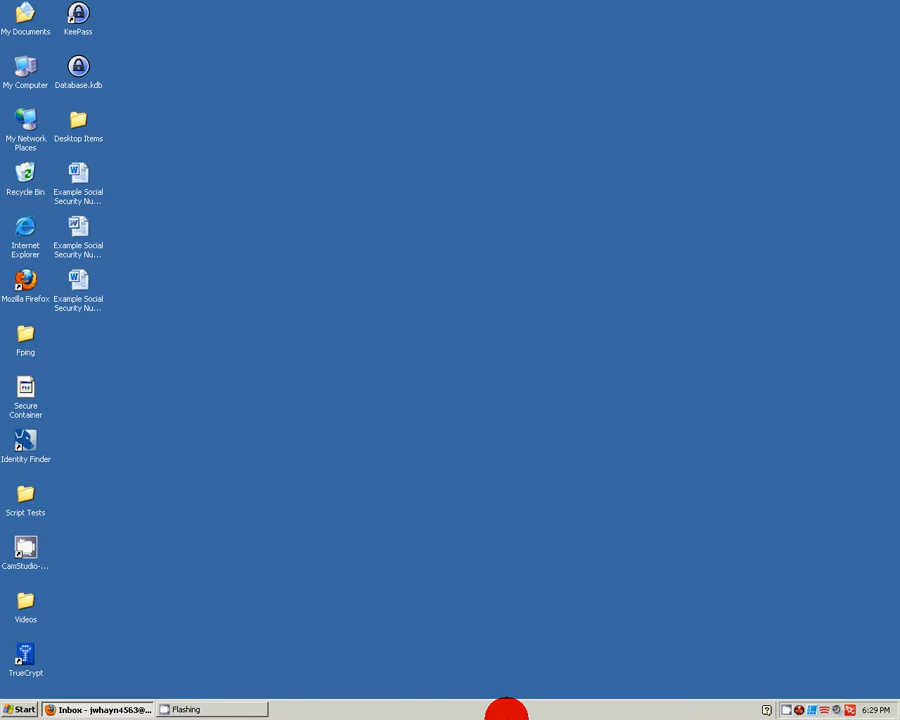 My Documents
KeePass
My Computer
Database.kdb
My Network
Places
Desktop Items
Recycle Bin
Example Social
Security Nu...
Internet
Explorer
Example Social
Security Nu...
Mozilla Firefox
Example Social
Security Nu...
Fping
Secure
Container
Identity Finder
Script Tests
CamStudio-...
Videos
TrueCrypt
Start
Inbox - jwhayn4563@...
Flashing
6:29 PM